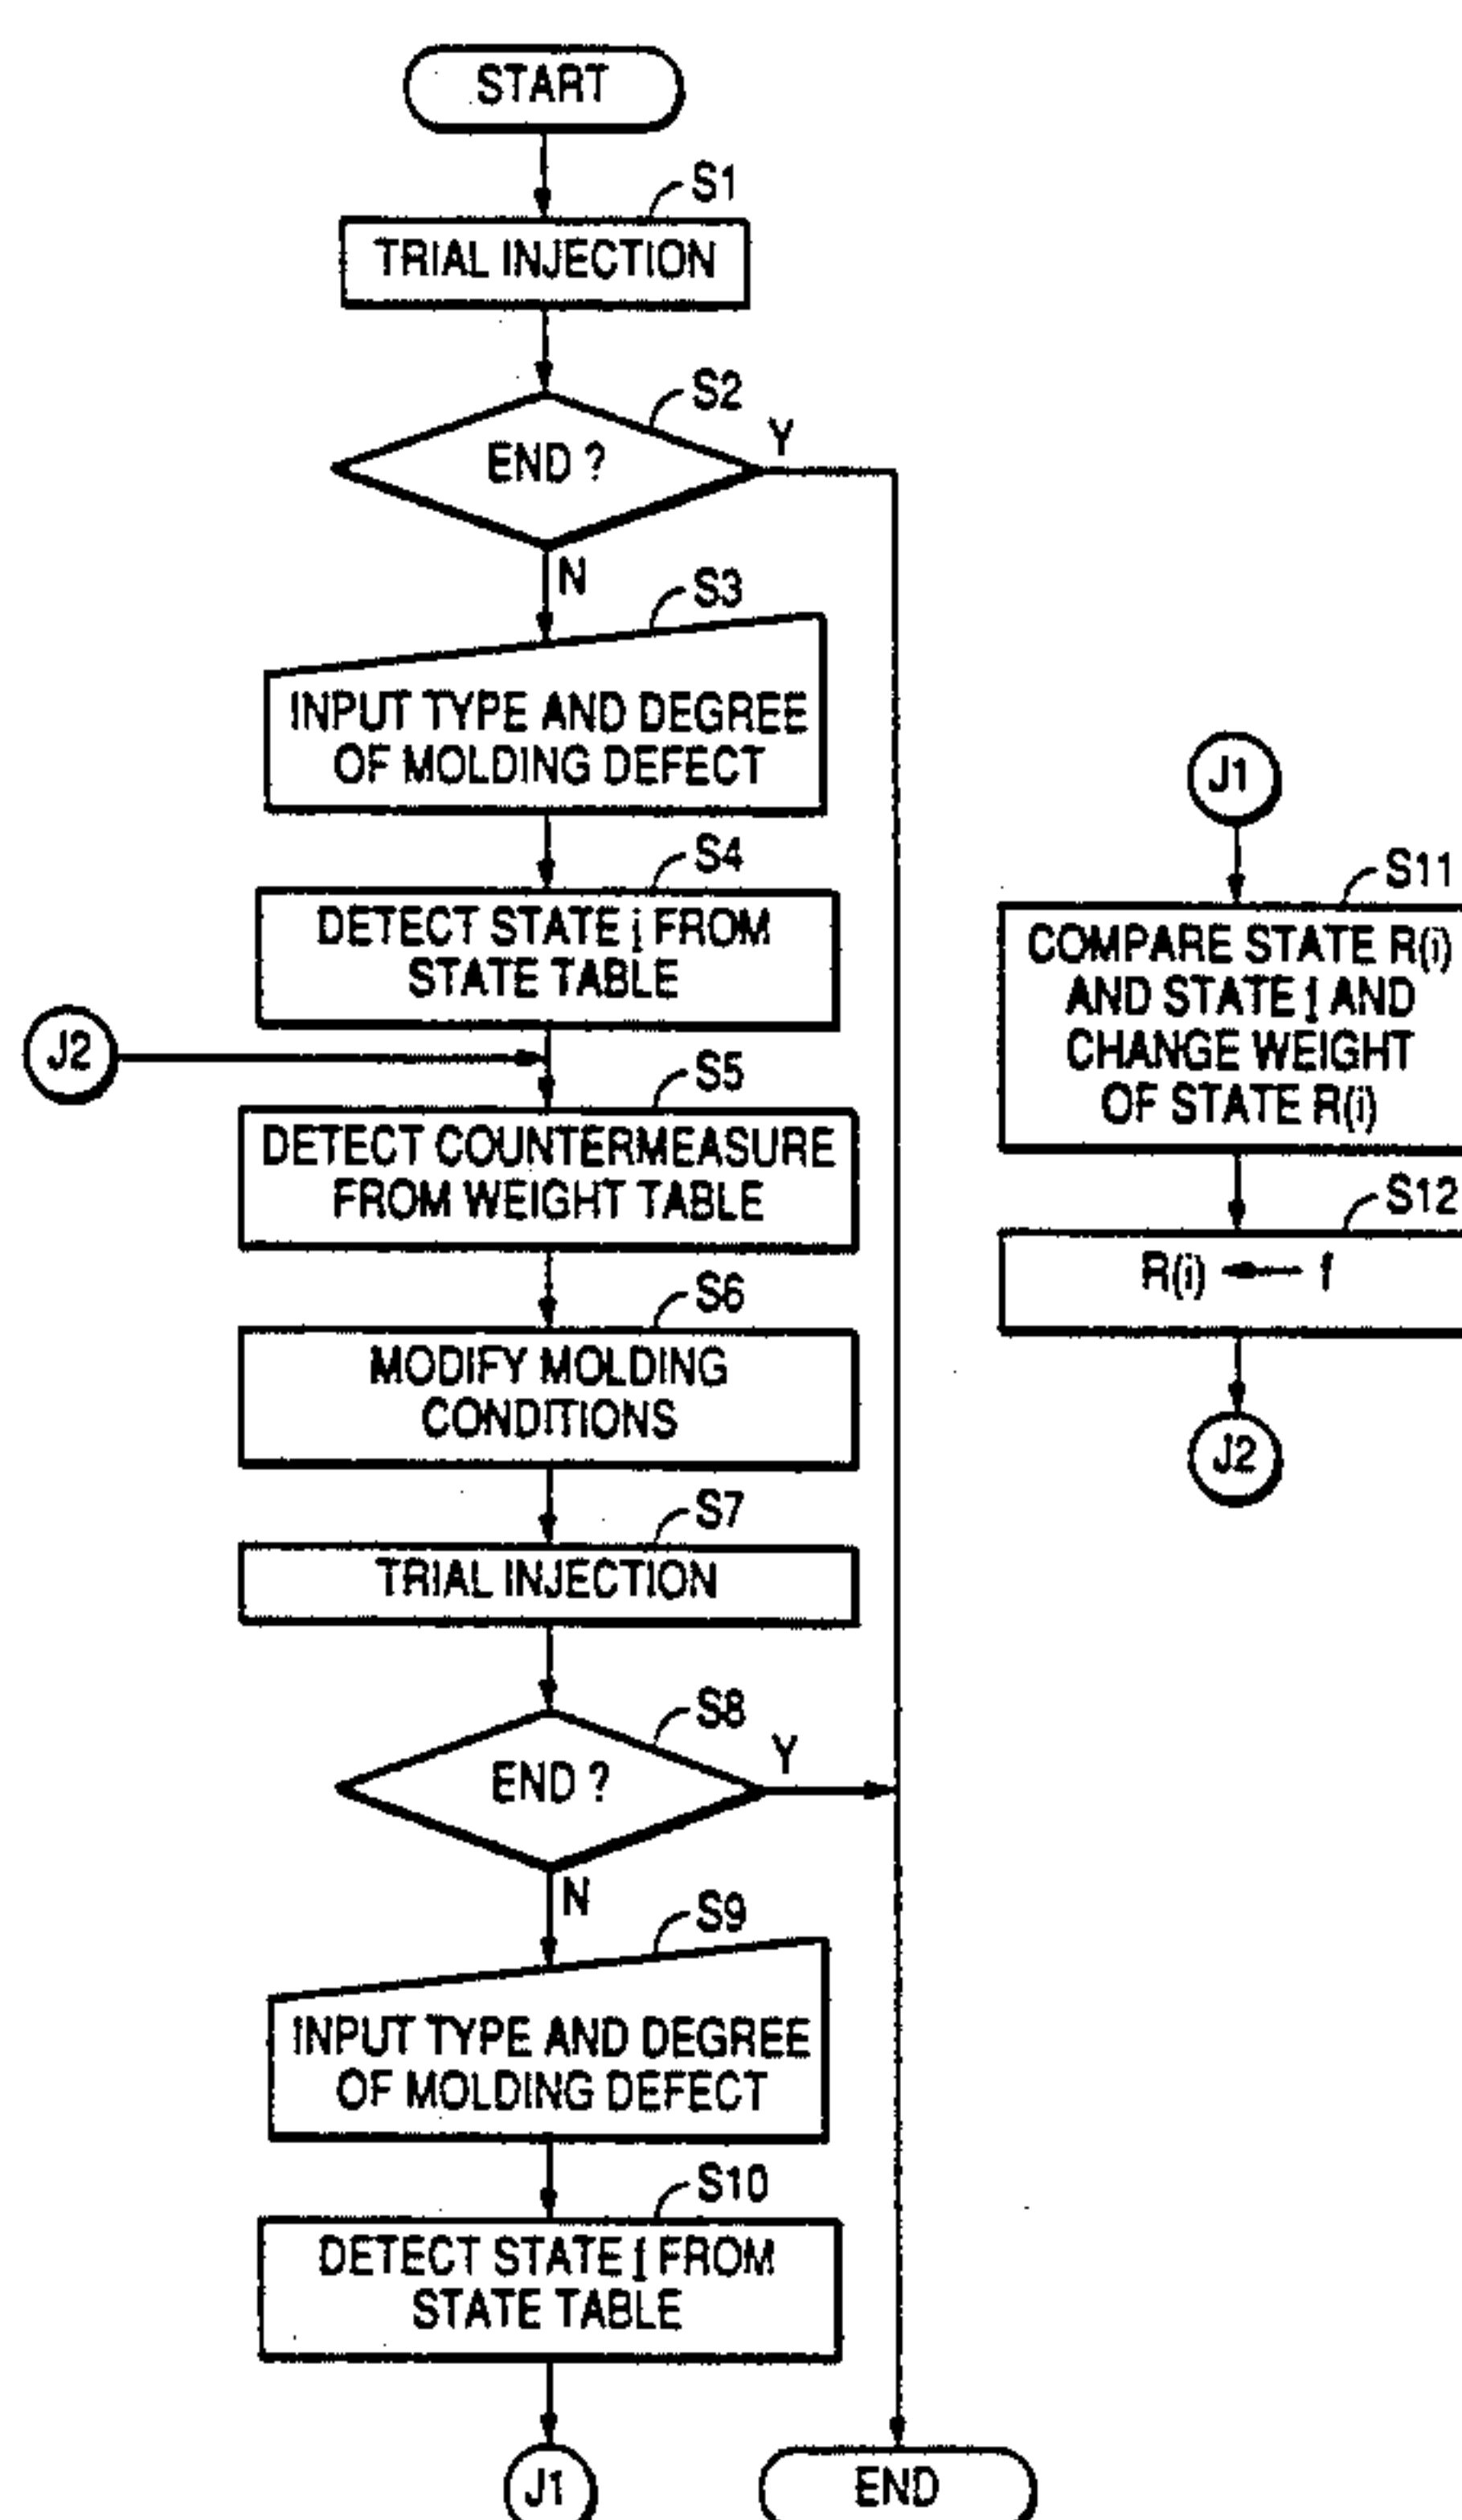 START
S1
TRIAL INJECTION
S2
END ?
Y
N
S3
INPUT TYPE AND DEGREE
OF MOLDING DEFECT
S4
DETECT STATE i FROM
STATE TABLE
J2
S5
DETECT COUNTERMEASURE
FROM WEIGHT TABLE
S6
MODIFY MOLDING
CONDITIONS
S7
TRIAL INJECTION
S8
END ?
Y
N
S9
INPUT TYPE AND DEGREE
OF MOLDING DEFECT
S10
DETECT STATE FROM
STATE TABLE
J1
END
J1
S11
COMPARE STATE R(i)
AND STATE AND
CHANGE WEIGHT
OF STATE R(i)
S12
R(i) ←
J2